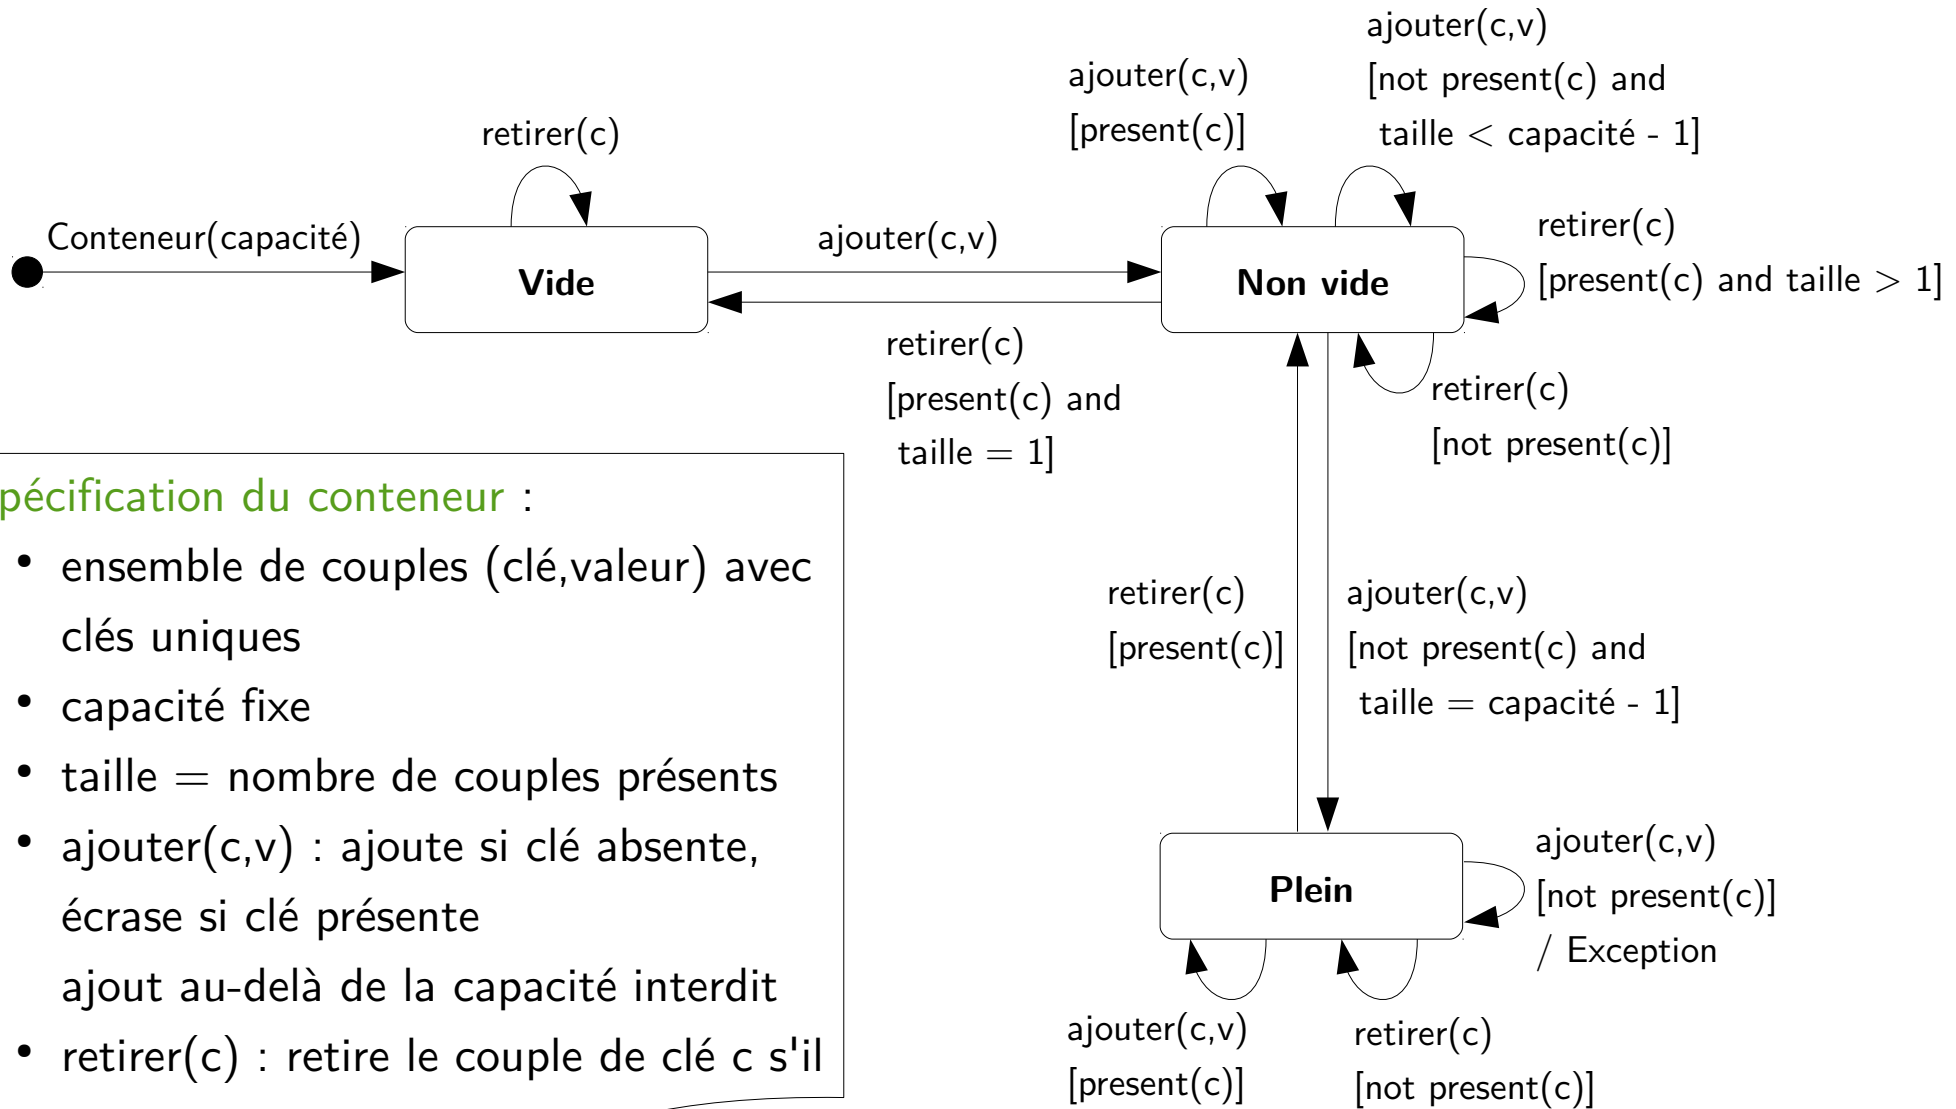 ajouter(c,v)
[not present(c) and
taille < capacité - 1]
ajouter(c,v)
[present(c)]
retirer(c)
Conteneur(capacité)
Vide
ajouter(c,v)
Non vide
retirer(c)
[present(c) and taille > 1]
retirer(c)
[present(c) and
taille = 1]
retirer(c)
[not present(c)]
pécification du conteneur :
• ensemble de couples (clé,valeur) avec
clés uniques
• capacité fixe
• taille = nombre de couples présents
• ajouter(c,v) : ajoute si clé absente,
écrase si clé présente
ajout au-delà de la capacité interdit
• retirer(c) : retire le couple de clé c s'il
retirer(c)
[present(c)]
ajouter(c,v)
[not present(c) and
taille = capacité - 1]
Plein
ajouter(c,v)
[not present(c)]
/ Exception
ajouter(c,v)
[present(c)]
retirer(c)
[not present(c)]